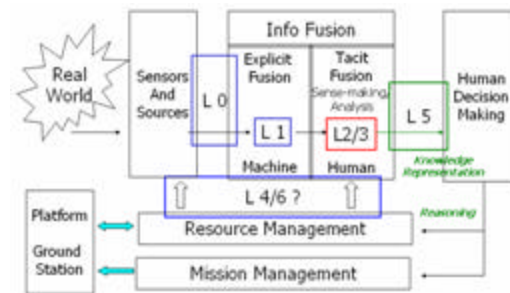 Info Fusion
Real
World
Sensors
And
Sources
L 0
Explicit
Fusion
L 1
Machine
Tacit
Fusion
Sense-making,
Analysis
L2/3
Human
L 5
Human
Decision
Making
Knowledge
Representation
L 4/6 ?
Reasoning
Platform
Ground
Station
Resource Management
Mission Management